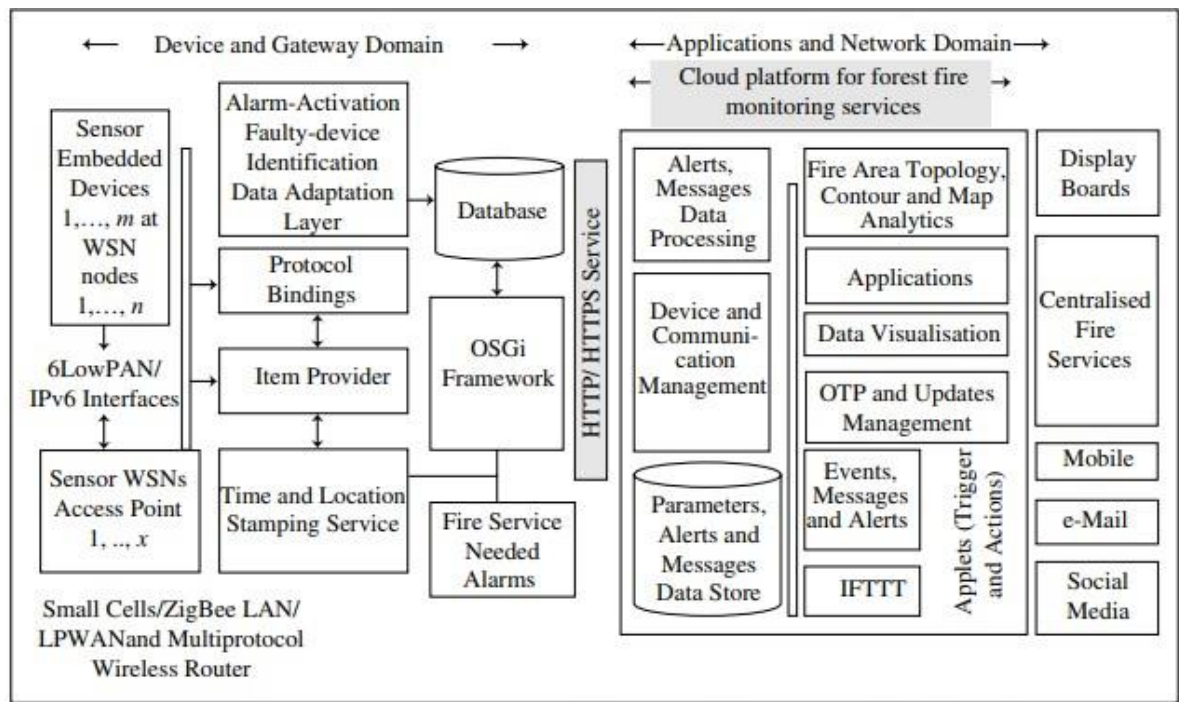 Device and Gateway Domain
Applications and Network Domain
Cloud platform for forest fire
monitoring services
Sensor
Embedded
Devices
1,…, m at
WSN
nodes
1,…, n
6LowPAN/
IPv6 Interfaces
Sensor WSNs
Access Point
1, .., x
Small Cells/ZigBee LAN/
LPWANand Multiprotocol
Wireless Router
Alarm-Activation
Faulty-device
Identification
Data Adaptation
Layer
Protocol
Bindings
Item Provider
Time and Location
Stamping Service
Database
OSGi
Framework
Fire Service
Needed
Alarms
HTTP/ HTTPS Service
Alerts,
Messages
Data
Processing
Device and
Communi-
cation
Management
Parameters,
Alerts and
Messages
Data Store
Fire Area Topology,
Contour and Map
Analytics
Applications
Data Visualisation
OTP and Updates
Management
Events,
Messages
and Alerts
IFTTT
Applets (Trigger
and Actions)
Display
Boards
Centralised
Fire
Services
Mobile
e-Mail
Social
Media